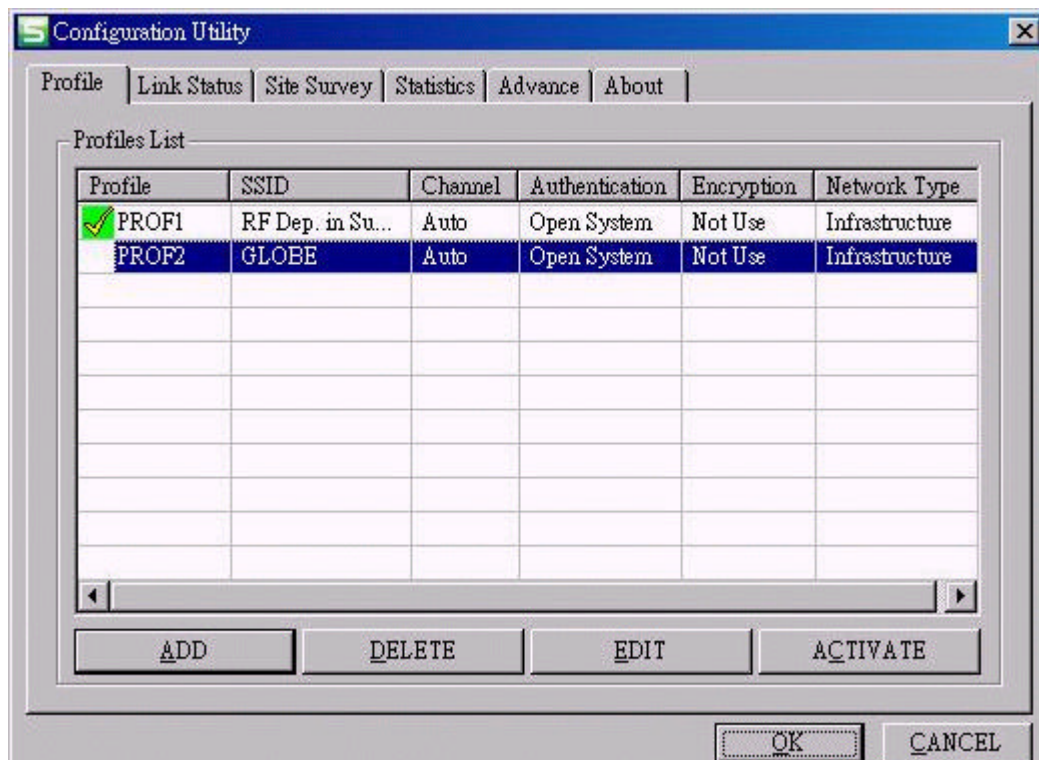 Configuration Utility
Profile Link Status Site Survey Statistics Advance About
Profiles List
Profile SSID Channel Authentication Encryption Network Type
PROF1 RF Dep. in Su... Auto Open System Not Use Infrastructure
PROF2 GLOBE Auto Open System Not Use Infrastructure
ADD DELETE EDIT ACTIVATE
OK CANCEL